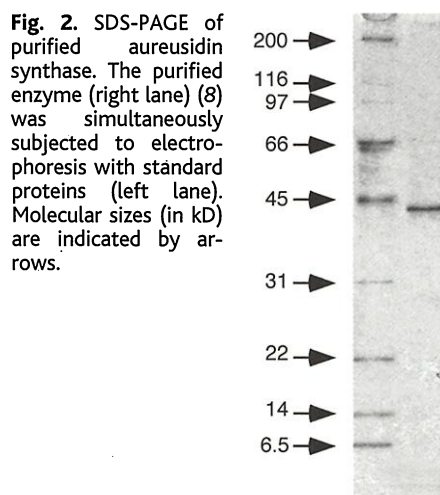 Fig. 2. SDS-PAGE of
purified aureusidin
synthase. The purified
enzyme (right lane) (8)
was simultaneously
subjected to electro-
phoresis with standard
proteins (left lane).
Molecular sizes (in kD)
are indicated by ar-
rows.
200
116
97
66
45
31
22
14
6.5